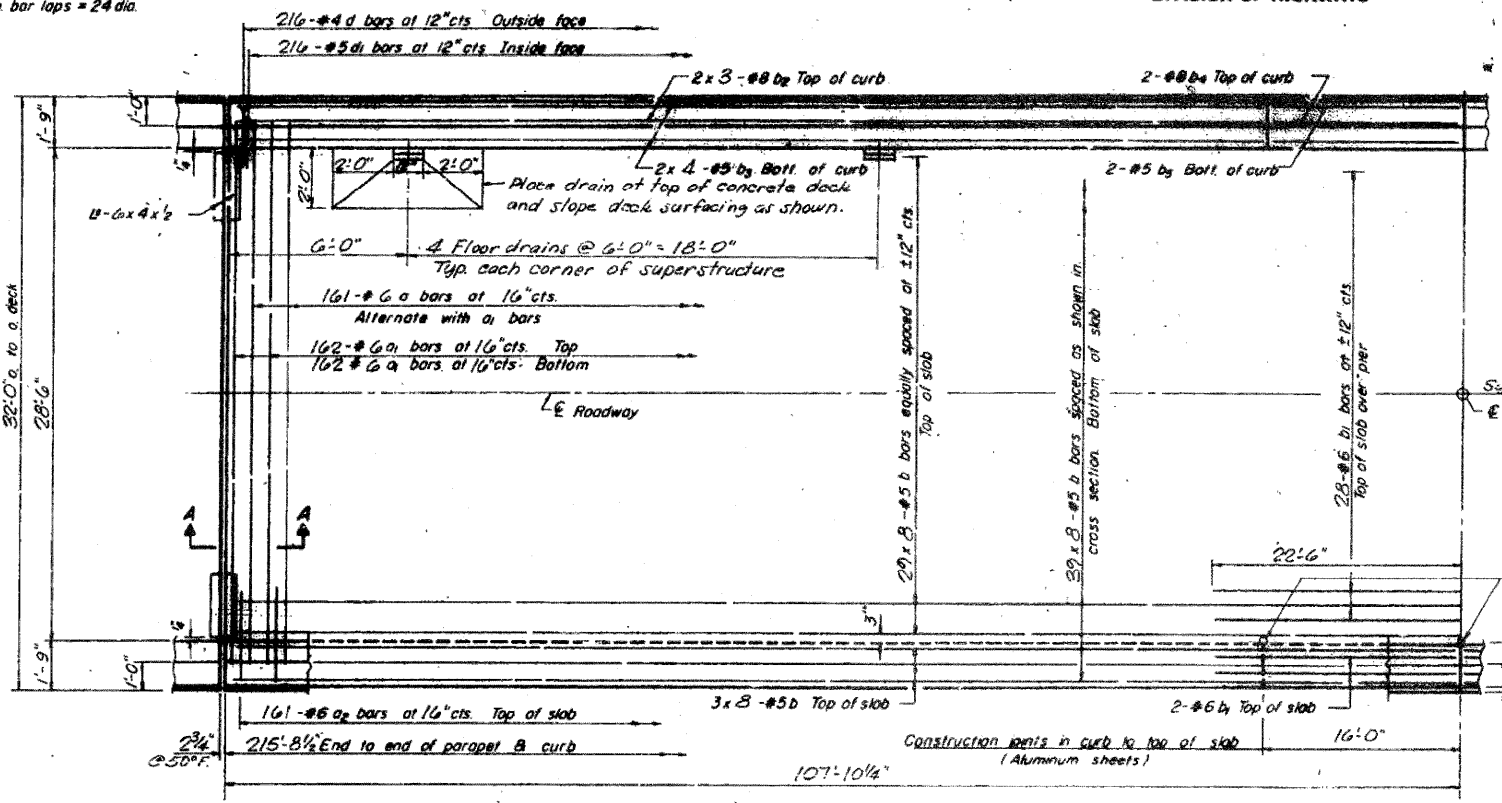 bar laps = 24 dia.
216-#4 d bars at 12" cts Outside face
216-#5 d1 bars at 12" cts Inside face
2 x 3-#8 b2 Top of curb
2-#8 b4 Top of curb
1'-9"
1'-0"
2 x 4-#5 b3 Bott. of curb
2-#5 b5 Bott. of curb
2'-0"
2'-0"
2'-0"
Place drain at top of concrete deck
and slope deck surfacing as shown.
6'-0"
4 Floor drains @ 6'-0" = 18'-0"
Typ. each corner of superstructure
161-#6 a bars at 16" cts.
Alternate with a1 bars
162-#6 a1 bars at 16" cts. Top
162 #6 a1 bars at 16" cts. Bottom
℄ Roadway
32'-0" o. to o. deck
28'-6"
29 x 8-#5 b bars equally spaced at ±12" cts.
Top of slab
39 x 8-#5 b bars spaced as shown in
cross section. Bottom of slab
28-#6 b1 bars at ±12" cts.
Top of slab over pier
A
A
22'-6"
3"
1'-9"
1'-0"
3 x 8-#5 b Top of slab
2-#6 b1 Top of slab
161-#6 a2 bars at 16" cts. Top of slab
2 3/4"
@ 50°F.
215'-8 1/2" End to end of parapet & curb
Construction joints in curb to top of slab
(Aluminum sheets)
16'-0"
107'-10 1/4"